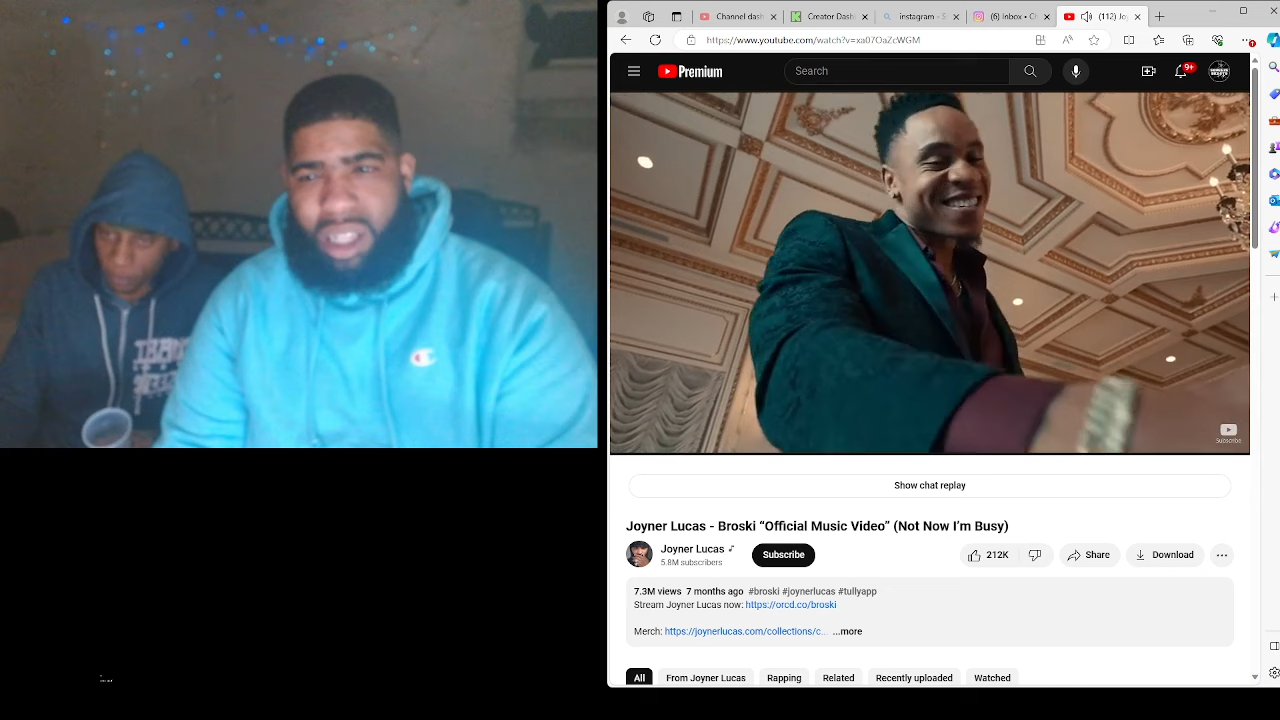 Channel dash
Creator Dash
instagram - S
(6) Inbox • C
(112) Jo
https://www.youtube.com/watch?v=xa07OaZcWGM
Premium
Search
9+
Subscribe
Show chat replay
Joyner Lucas - Broski “Official Music Video” (Not Now I’m Busy)
Joyner Lucas
5.8M subscribers
Subscribe
212K
Share
Download
7.3M views 7 months ago #broski #joynerlucas #tullyapp
Stream Joyner Lucas now: https://orcd.co/broski
Merch: https://joynerlucas.com/collections/c... ...more
All From Joyner Lucas Rapping Related Recently uploaded Watched